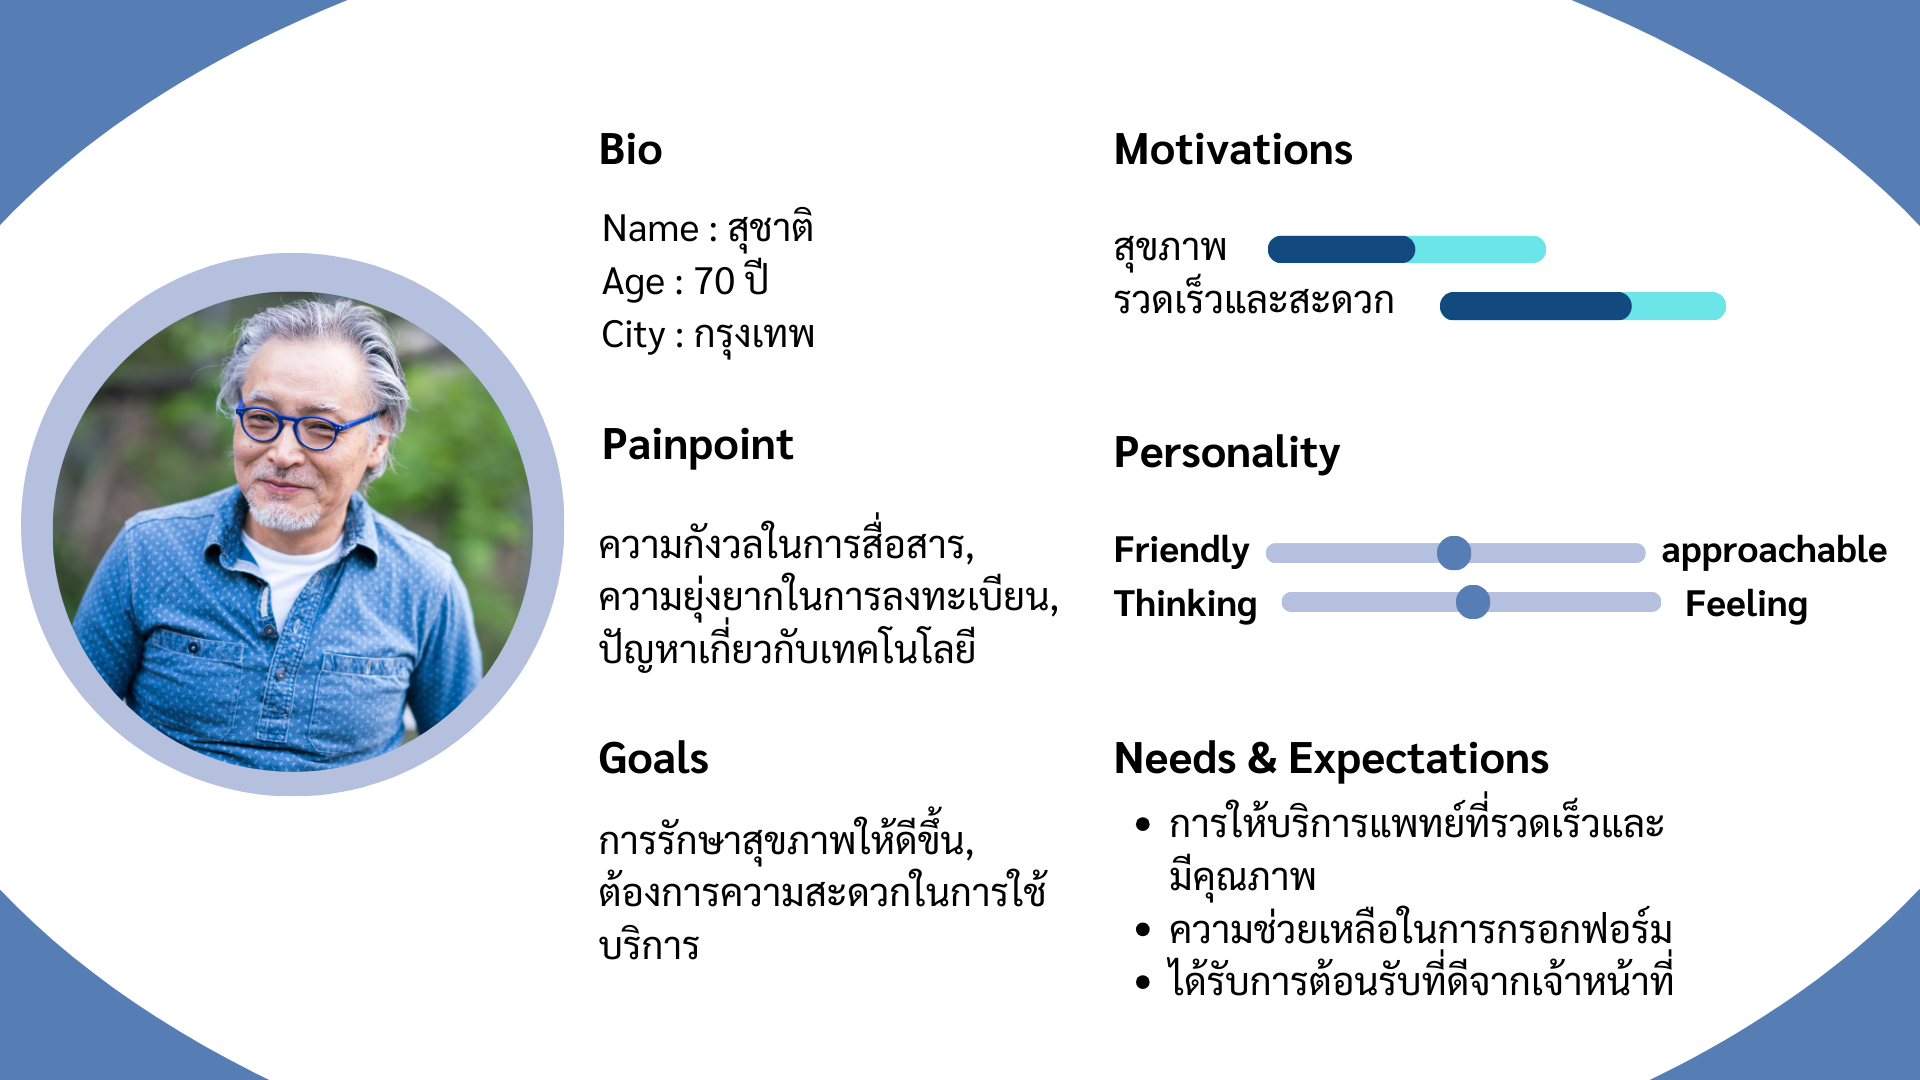 Bio
Name : สุชาติ
Age : 70 ปี
City : กรุงเทพ
Painpoint
ความกังวลในการสื่อสาร,
ความยุ่งยากในการลงทะเบียน,
ปัญหาเกี่ยวกับเทคโนโลยี
Goals
การรักษาสุขภาพให้ดีขึ้น,
ต้องการความสะดวกในการใช้
บริการ
Motivations
สุขภาพ
รวดเร็วและสะดวก
Personality
Friendly approachable
Thinking Feeling
Needs & Expectations
• การให้บริการแพทย์ที่รวดเร็วและ
มีคุณภาพ
• ความช่วยเหลือในการกรอกฟอร์ม
• ได้รับการต้อนรับที่ดีจากเจ้าหน้าที่